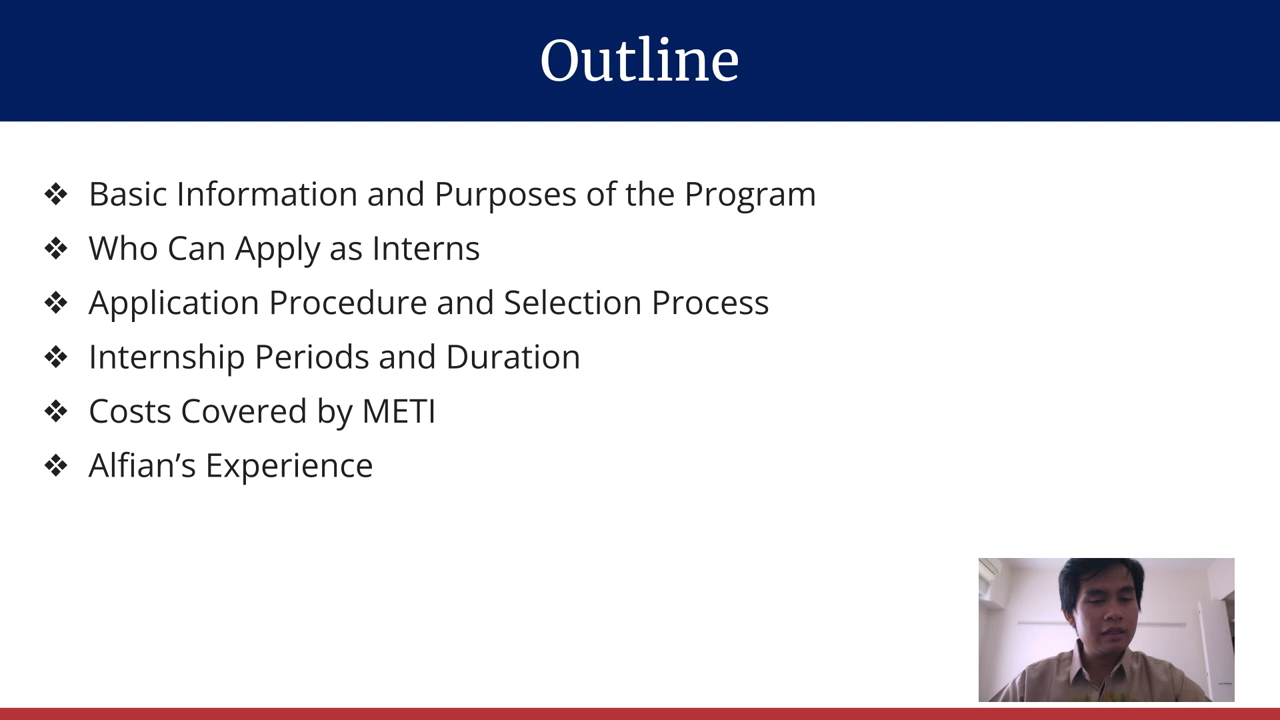 Outline
❖ Basic Information and Purposes of the Program
❖ Who Can Apply as Interns
❖ Application Procedure and Selection Process
❖ Internship Periods and Duration
❖ Costs Covered by METI
❖ Alfian’s Experience